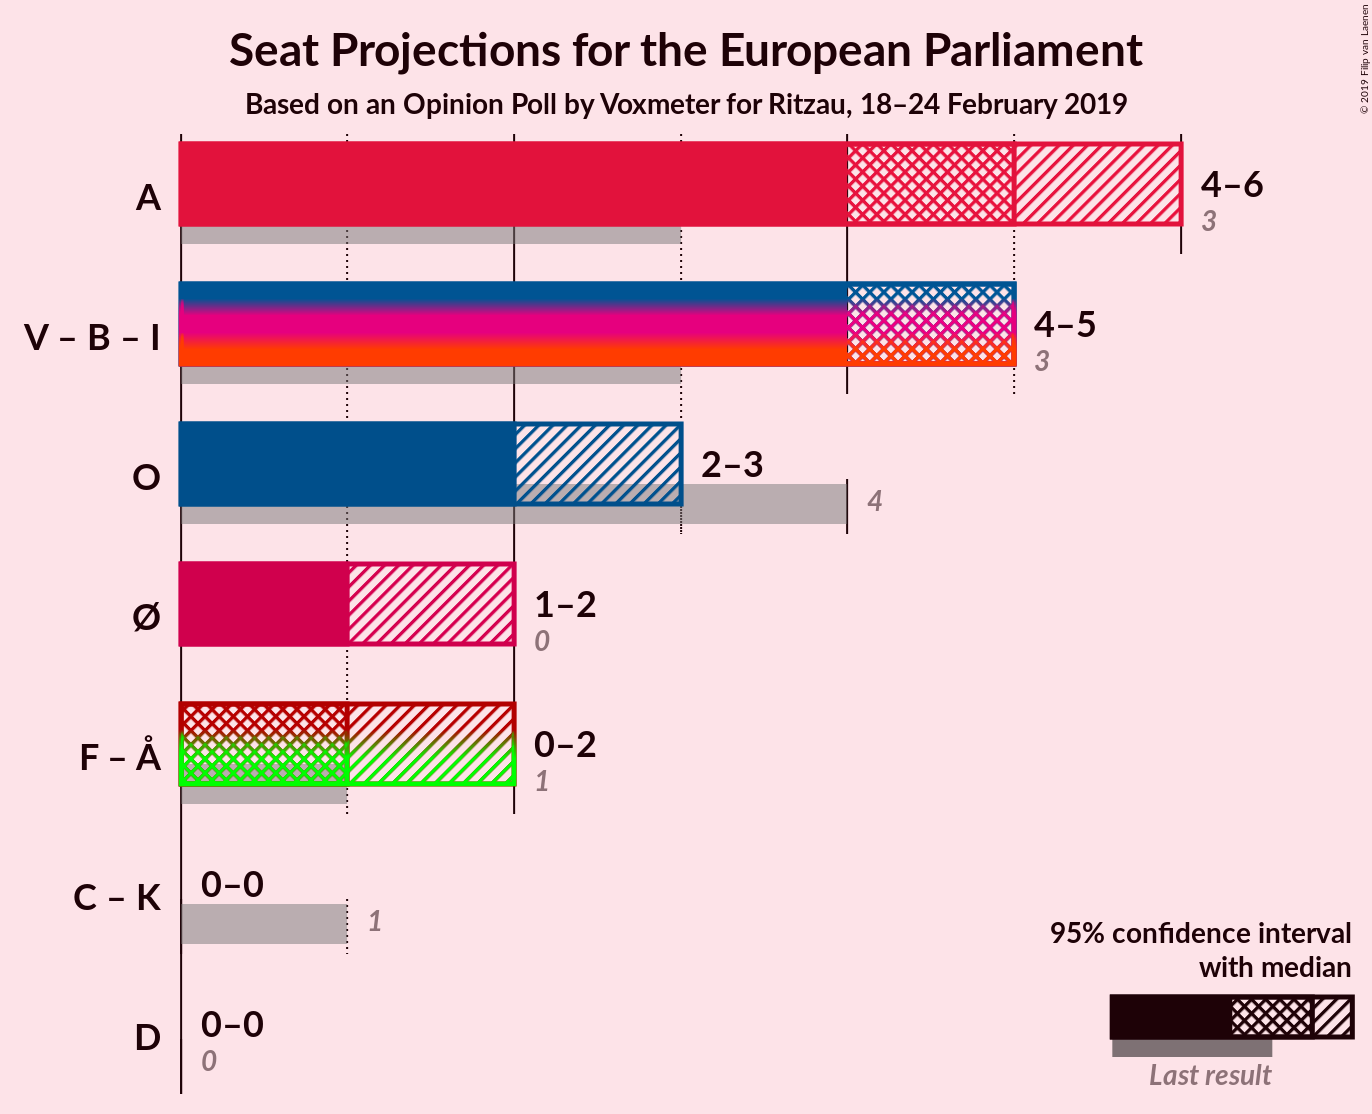 Seat Projections for the European Parliament
Based on an Opinion Poll by Voxmeter for Ritzau, 18–24 February 2019
© 2019 Filip van Laenen
A
4–6
3
V – B – I
4–5
3
O
2–3
4
Ø
1–2
0
F – Å
0–2
1
C – K
0–0
1
D
0–0
0
95% confidence interval
with median
Last result